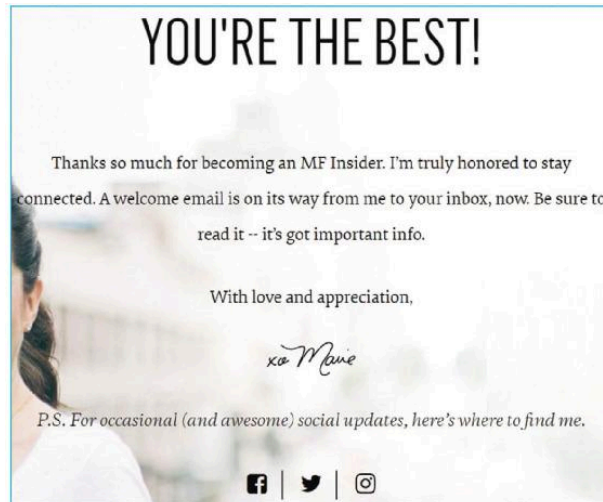 YOU'RE THE BEST!
Thanks so much for becoming an MF Insider. I'm truly honored to stay
connected. A welcome email is on its way from me to your inbox, now. Be sure to
read it -- it's got important info.
With love and appreciation,
xo Marie
P.S. For occasional (and awesome) social updates, here's where to find me.